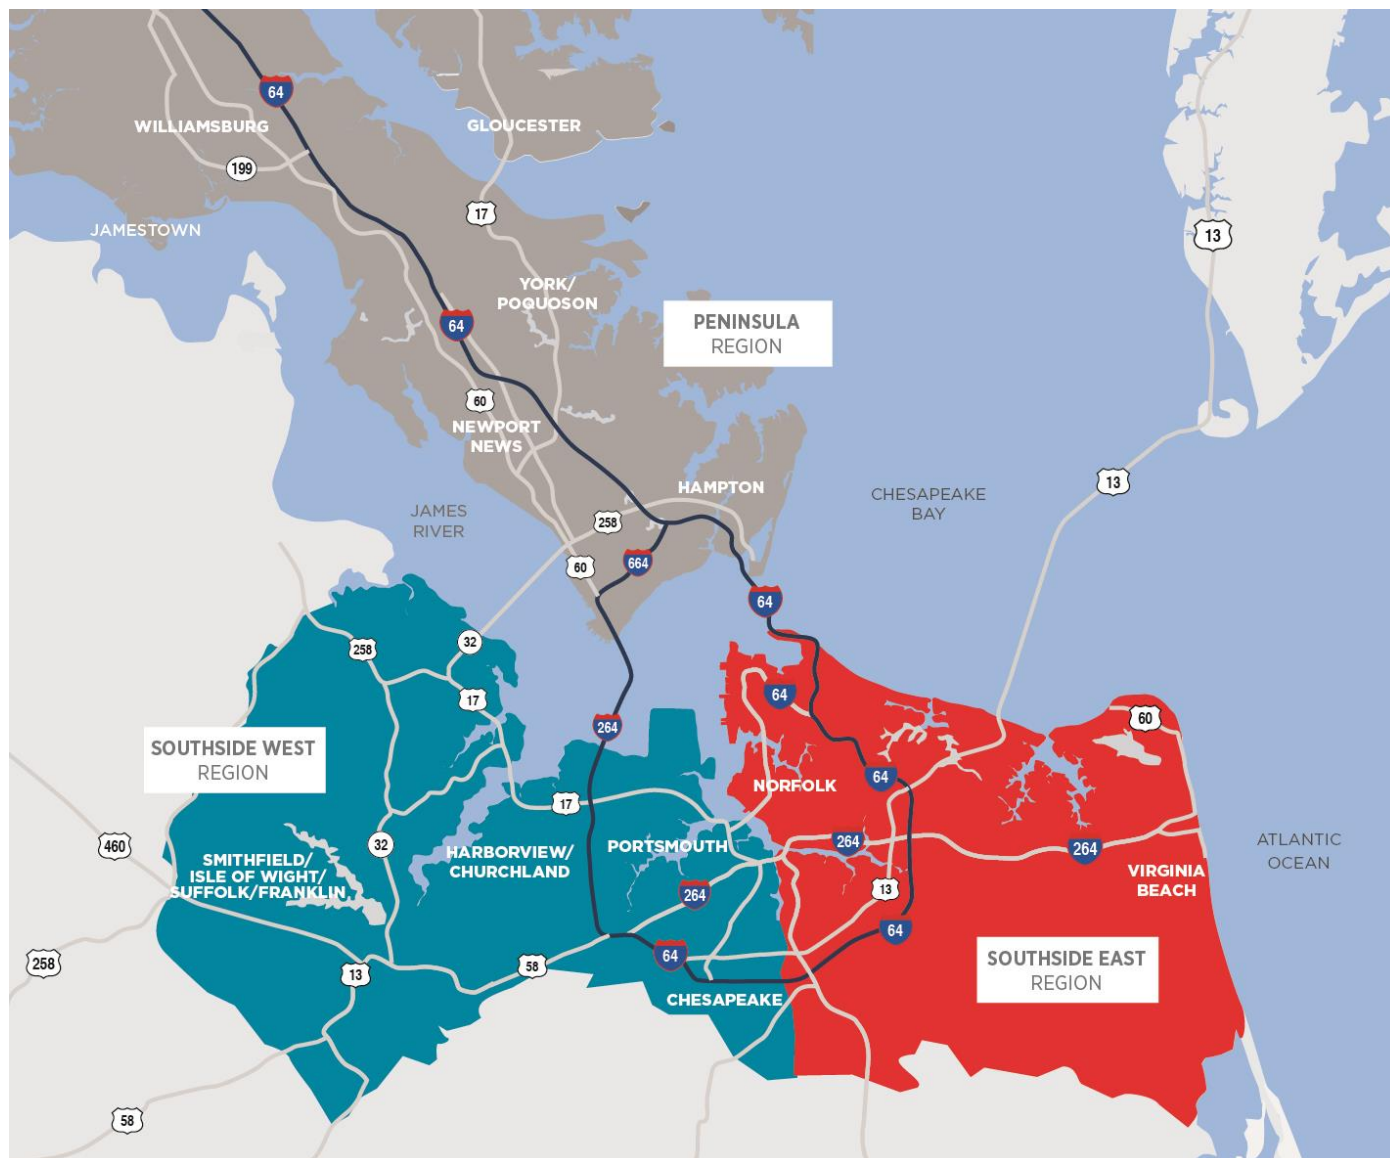 64
WILLIAMSBURG
GLOUCESTER
199
17
JAMESTOWN
13
YORK/
POQUOSON
PENINSULA
REGION
64
60
NEWPORT
NEWS
HAMPTON
13
CHESAPEAKE
BAY
JAMES
RIVER
258
664
60
64
32
258
17
64
264
60
SOUTHSIDE WEST
REGION
64
NORFOLK
17
460
32
264
264
PORTSMOUTH
HARBORVIEW/
CHURCHLAND
ATLANTIC
OCEAN
SMITHFIELD/
ISLE OF WIGHT/
SUFFOLK/FRANKLIN
VIRGINIA
BEACH
264
13
64
258
13
58
64
SOUTHSIDE EAST
REGION
CHESAPEAKE
58